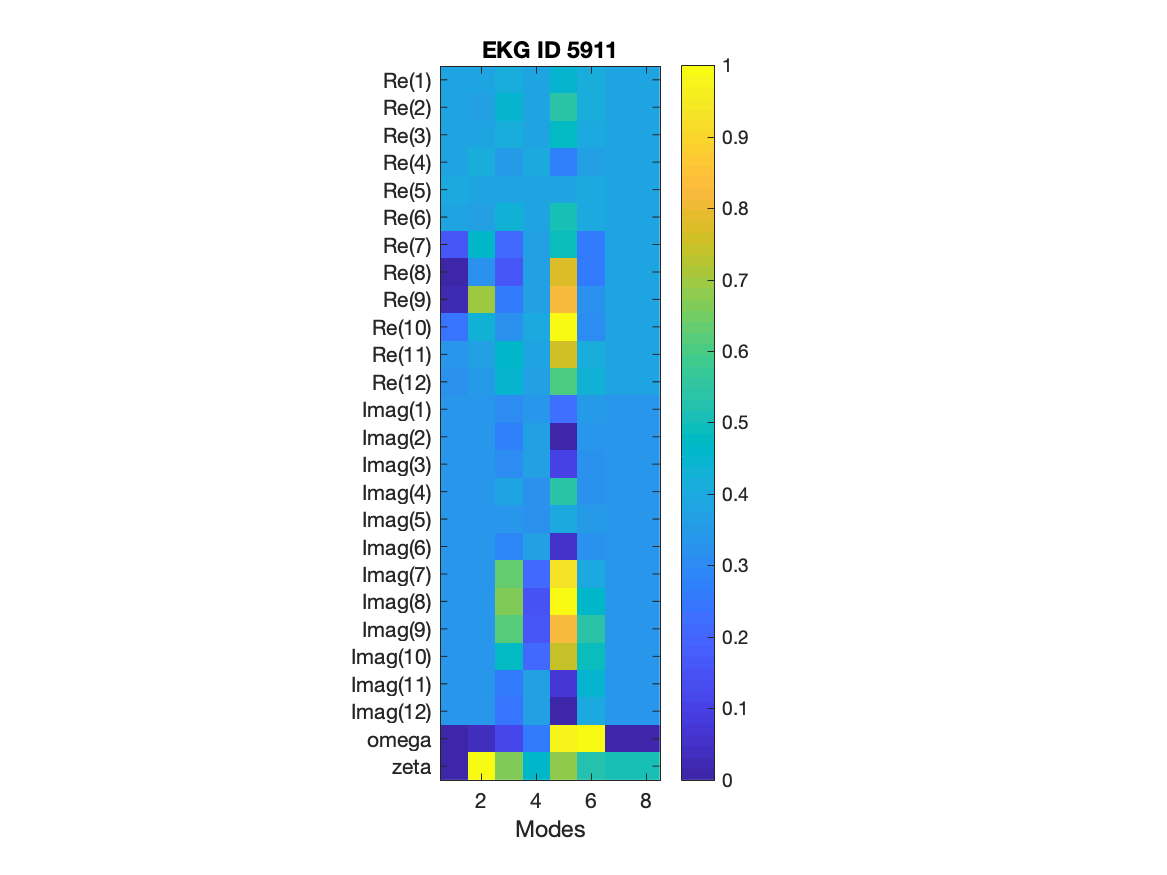 EKG ID 5911
Re(1)
Re(2)
Re(3)
Re(4)
Re(5)
Re(6)
Re(7)
Re(8)
Re(9)
Re(10)
Re(11)
Re(12)
Imag(1)
Imag(2)
Imag(3)
Imag(4)
Imag(5)
Imag(6)
Imag(7)
Imag(8)
Imag(9)
Imag(10)
Imag(11)
Imag(12)
omega
zeta
2 4 6 8
Modes
1
0.9
0.8
0.7
0.6
0.5
0.4
0.3
0.2
0.1
0